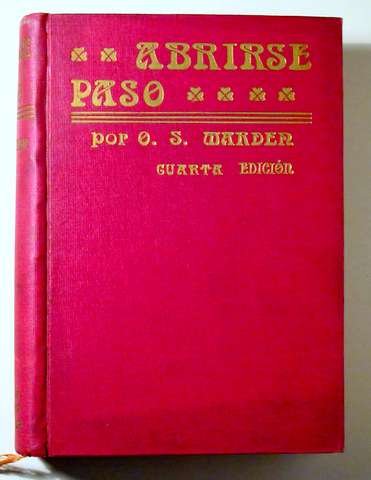 ABRIRSE
PASO
por O. S. MARDEN
CUARTA EDICIÓN